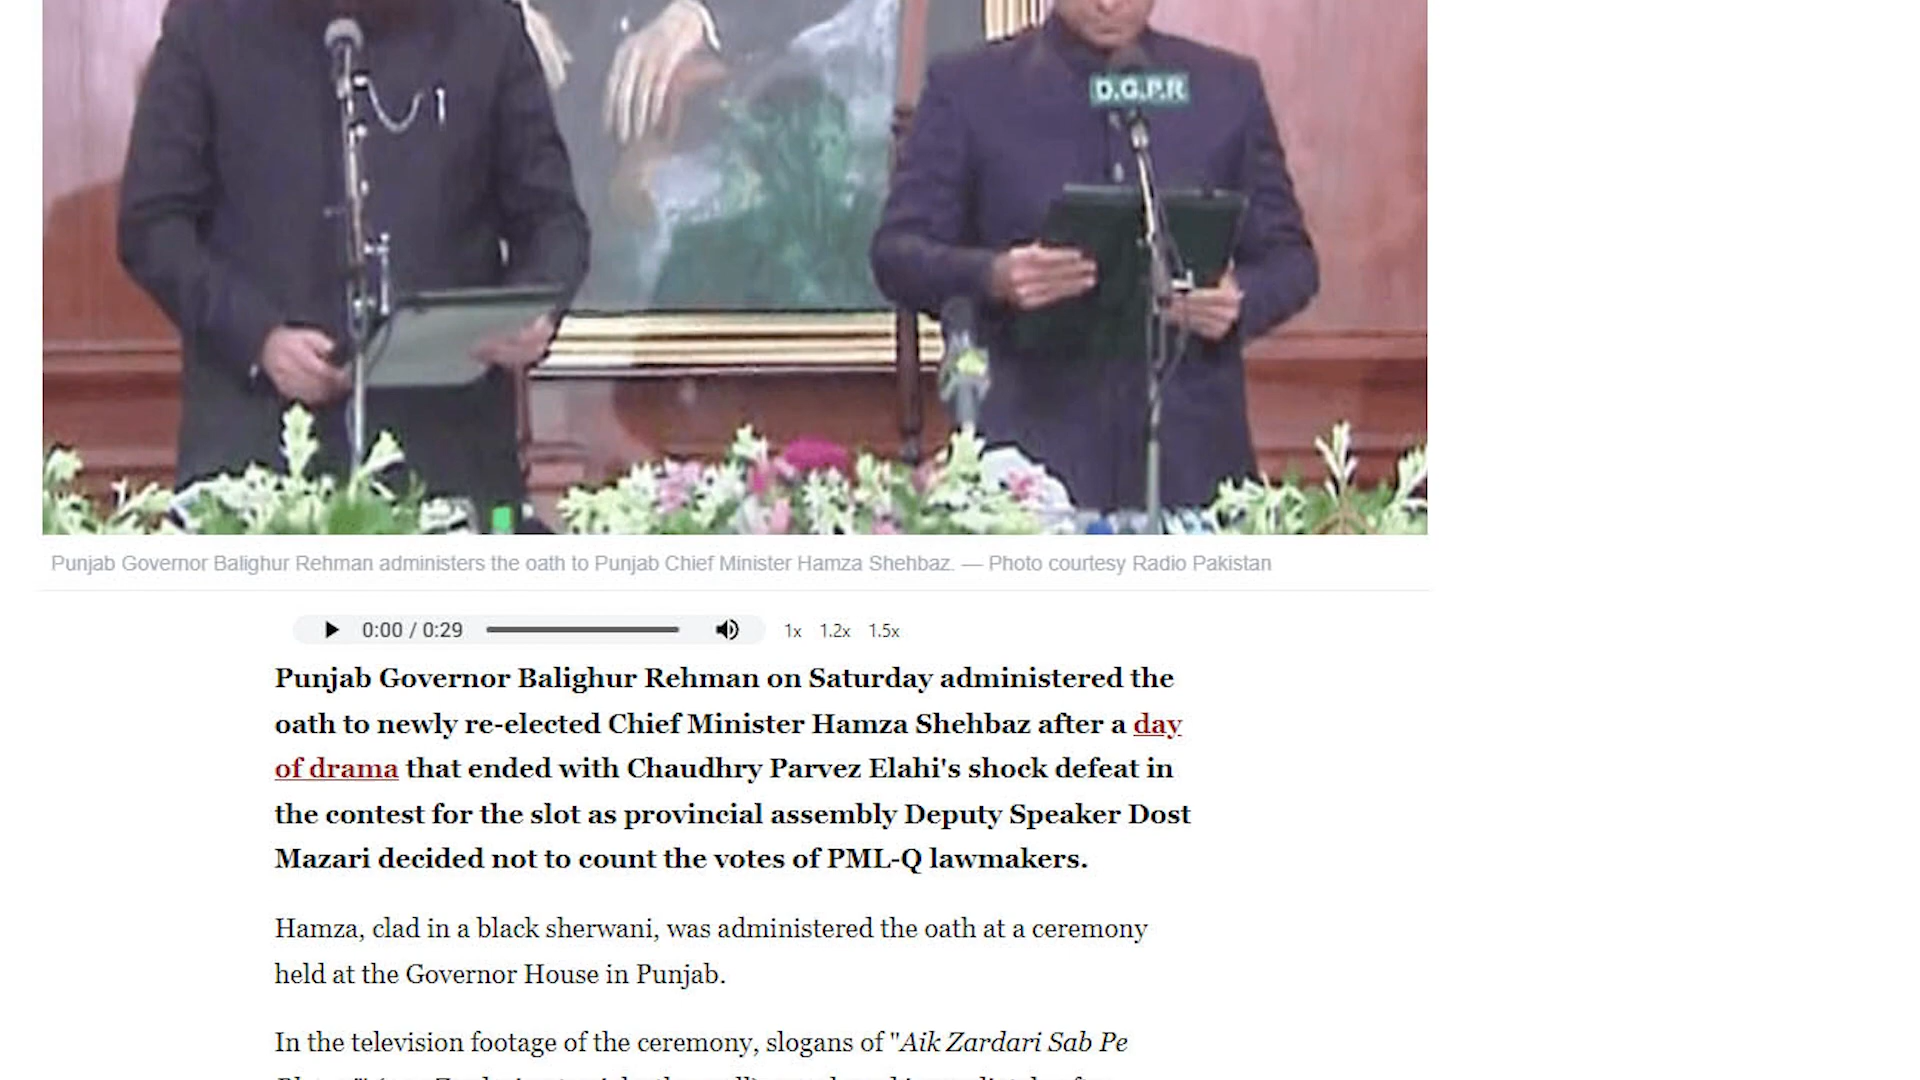 D.G.P.R
Punjab Governor Balighur Rehman administers the oath to Punjab Chief Minister Hamza Shehbaz. — Photo courtesy Radio Pakistan
0:00 / 0:29 1x 1.2x 1.5x
Punjab Governor Balighur Rehman on Saturday administered the
oath to newly re-elected Chief Minister Hamza Shehbaz after a day
of drama that ended with Chaudhry Parvez Elahi's shock defeat in
the contest for the slot as provincial assembly Deputy Speaker Dost
Mazari decided not to count the votes of PML-Q lawmakers.
Hamza, clad in a black sherwani, was administered the oath at a ceremony
held at the Governor House in Punjab.
In the television footage of the ceremony, slogans of "Aik Zardari Sab Pe